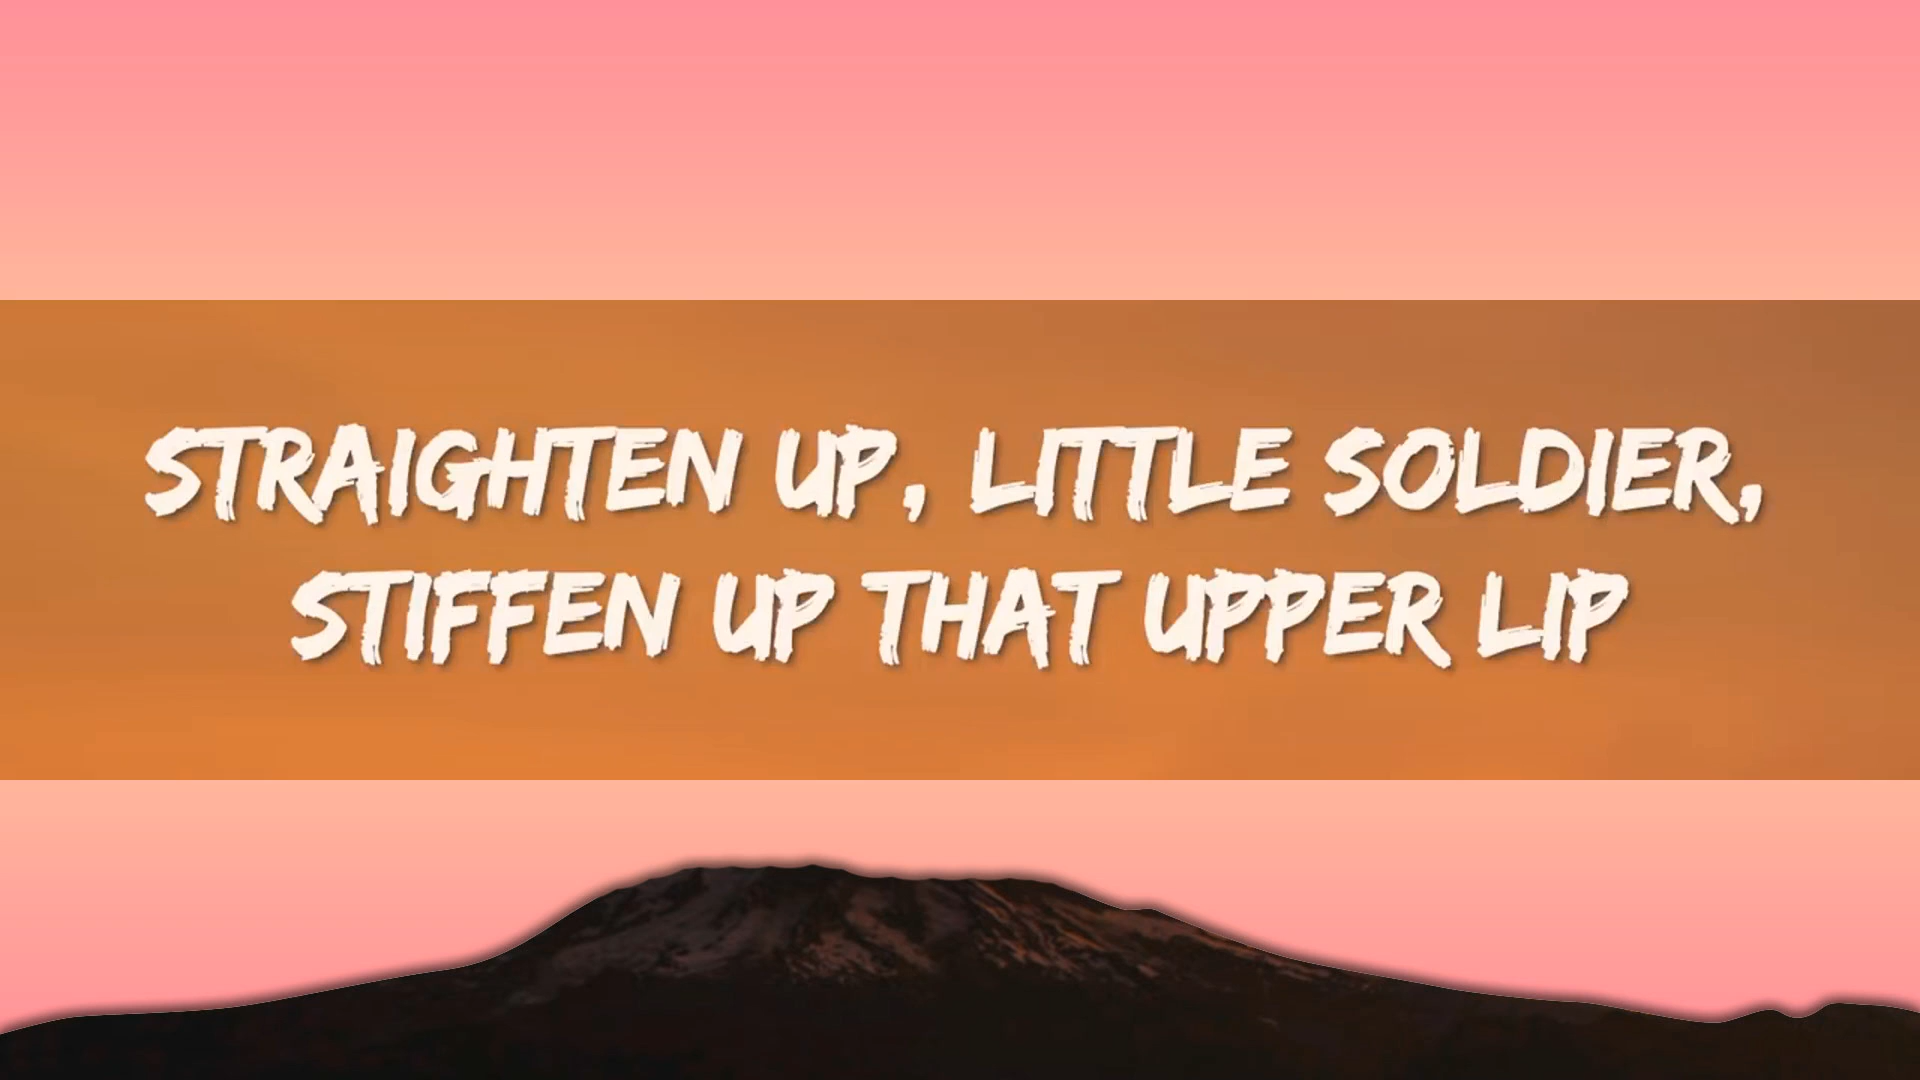 STRAIGHTEN UP, LITTLE SOLDIER,
STIFFEN UP THAT UPPER LIP